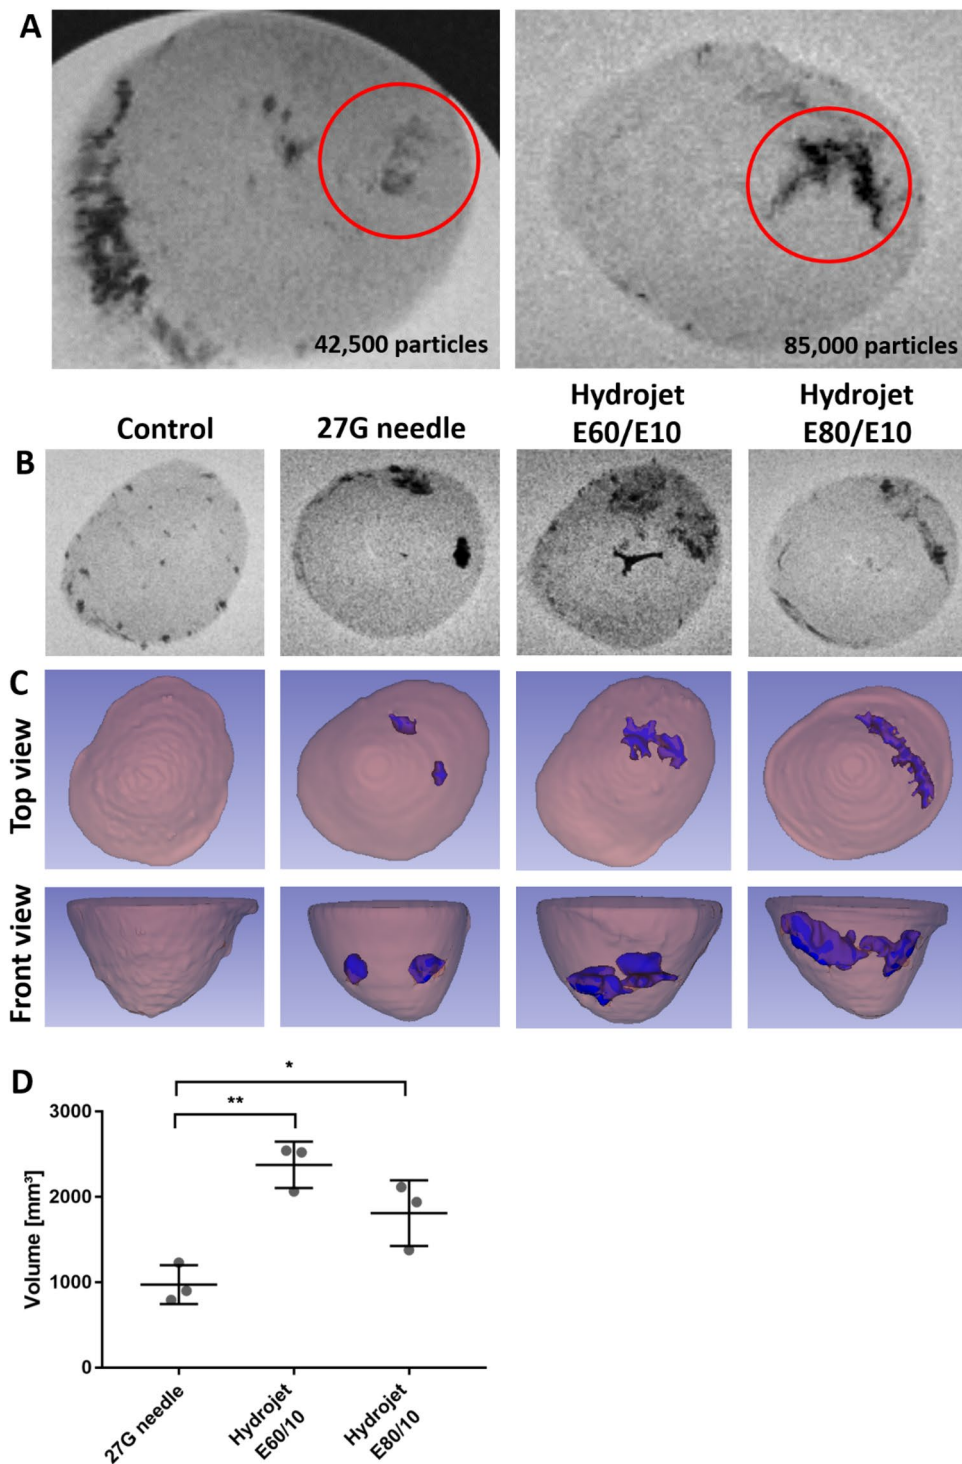 A
42,500 particles
85,000 particles
Control
27G needle
Hydrojet
E60/E10
Hydrojet
E80/E10
B
C
Top view
Front view
D
*
**
3000
2000
1000
0
Volume [mm³]
27G needle
Hydrojet
E60/10
Hydrojet
E80/10